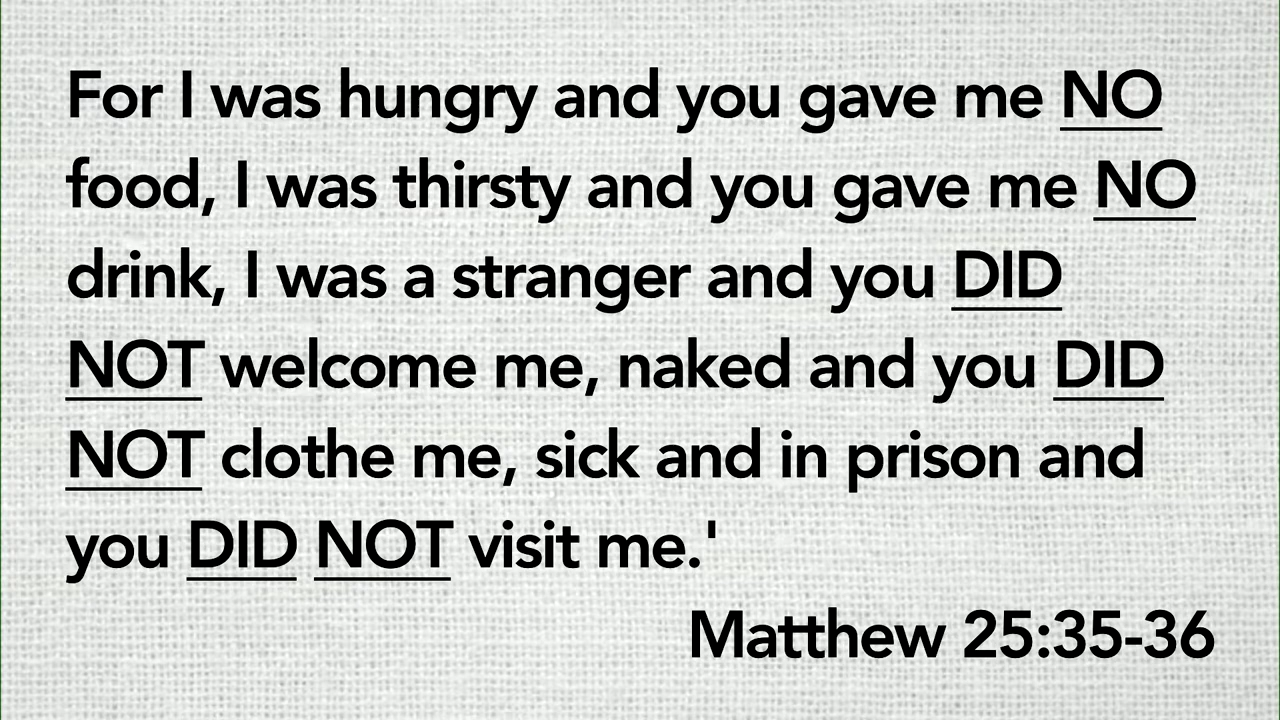 For I was hungry and you gave me NO
food, I was thirsty and you gave me NO
drink, I was a stranger and you DID
NOT welcome me, naked and you DID
NOT clothe me, sick and in prison and
you DID NOT visit me.'
Matthew 25:35-36